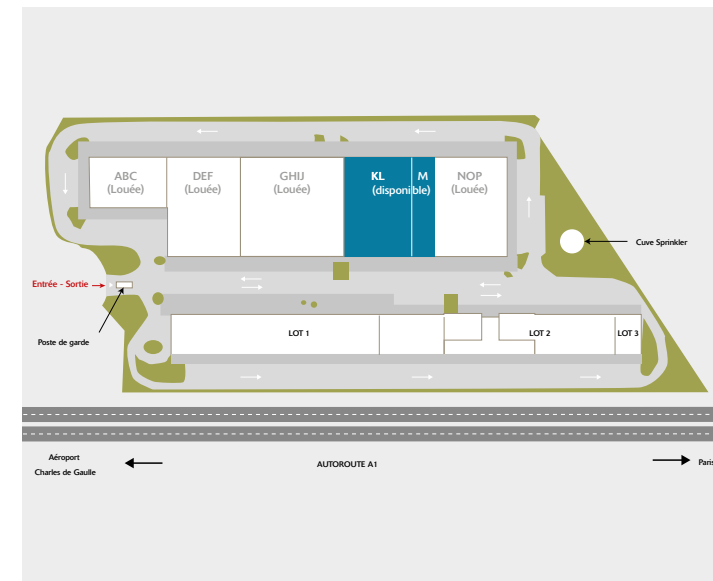 ABC
(Louée)
DEF
(Louée)
GHIJ
(Louée)
KL
M
(disponible)
NOP
(Louée)
Cuve Sprinkler
Entrée - Sortie
Poste de garde
LOT 1
LOT 2
LOT 3
Aéroport
Charles de Gaulle
AUTOROUTE A1
Paris